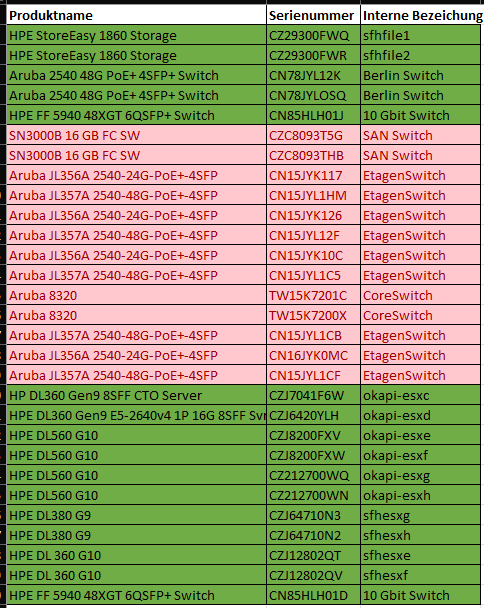 Produktname Serienummer Interne Bezeichung
HPE StoreEasy 1860 Storage CZ29300FWQ sfhfile1
HPE StoreEasy 1860 Storage CZ29300FWR sfhfile2
Aruba 2540 48G PoE+ 4SFP+ Switch CN78JYL12K Berlin Switch
Aruba 2540 48G PoE+ 4SFP+ Switch CN78JYLOSQ Berlin Switch
HPE FF 5940 48XGT 6QSFP+ Switch CN85HLH01J 10 Gbit Switch
SN3000B 16 GB FC SW CZC8093T5G SAN Switch
SN3000B 16 GB FC SW CZC8093THB SAN Switch
Aruba JL356A 2540-24G-PoE+-4SFP CN15JYK117 EtagenSwitch
Aruba JL357A 2540-48G-PoE+-4SFP CN15JYL1HM EtagenSwitch
Aruba JL356A 2540-24G-PoE+-4SFP CN15JYK126 EtagenSwitch
Aruba JL357A 2540-48G-PoE+-4SFP CN15JYL12F EtagenSwitch
Aruba JL356A 2540-24G-PoE+-4SFP CN15JYK10C EtagenSwitch
Aruba JL357A 2540-48G-PoE+-4SFP CN15JYL1C5 EtagenSwitch
Aruba 8320 TW15K7201C CoreSwitch
Aruba 8320 TW15K7200X CoreSwitch
Aruba JL357A 2540-48G-PoE+-4SFP CN15JYL1CB EtagenSwitch
Aruba JL356A 2540-24G-PoE+-4SFP CN16JYK0MC EtagenSwitch
Aruba JL357A 2540-48G-PoE+-4SFP CN15JYL1CF EtagenSwitch
HP DL360 Gen9 8SFF CTO Server CZJ7041F6W okapi-esxc
HPE DL360 Gen9 E5-2640v4 1P 16G 8SFF Svr CZJ6420YLH okapi-esxd
HPE DL560 G10 CZJ8200FXV okapi-esxe
HPE DL560 G10 CZJ8200FXW okapi-esxf
HPE DL560 G10 CZ212700WQ okapi-esxg
HPE DL560 G10 CZ212700WN okapi-esxh
HPE DL380 G9 CZJ64710N3 sfhesxg
HPE DL380 G9 CZJ64710N2 sfhesxh
HPE DL 360 G10 CZJ12802QT sfhesxe
HPE DL 360 G10 CZJ12802QV sfhesxf
HPE FF 5940 48XGT 6QSFP+ Switch CN85HLH01D 10 Gbit Switch